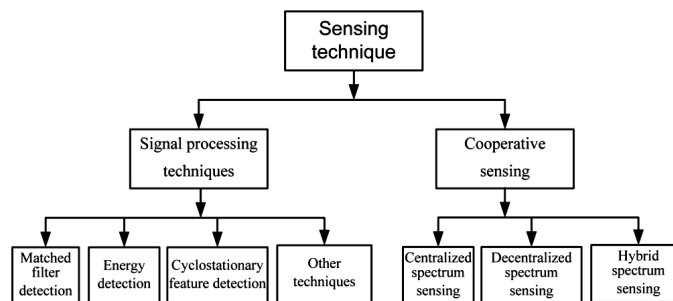 Sensing
technique
Signal processing
techniques
Cooperative
sensing
Matched
filter
detection
Energy
detection
Cyclostationary
feature detection
Other
techniques
Centralized
spectrum
sensing
Decentralized
spectrum
sensing
Hybrid
spectrum
sensing